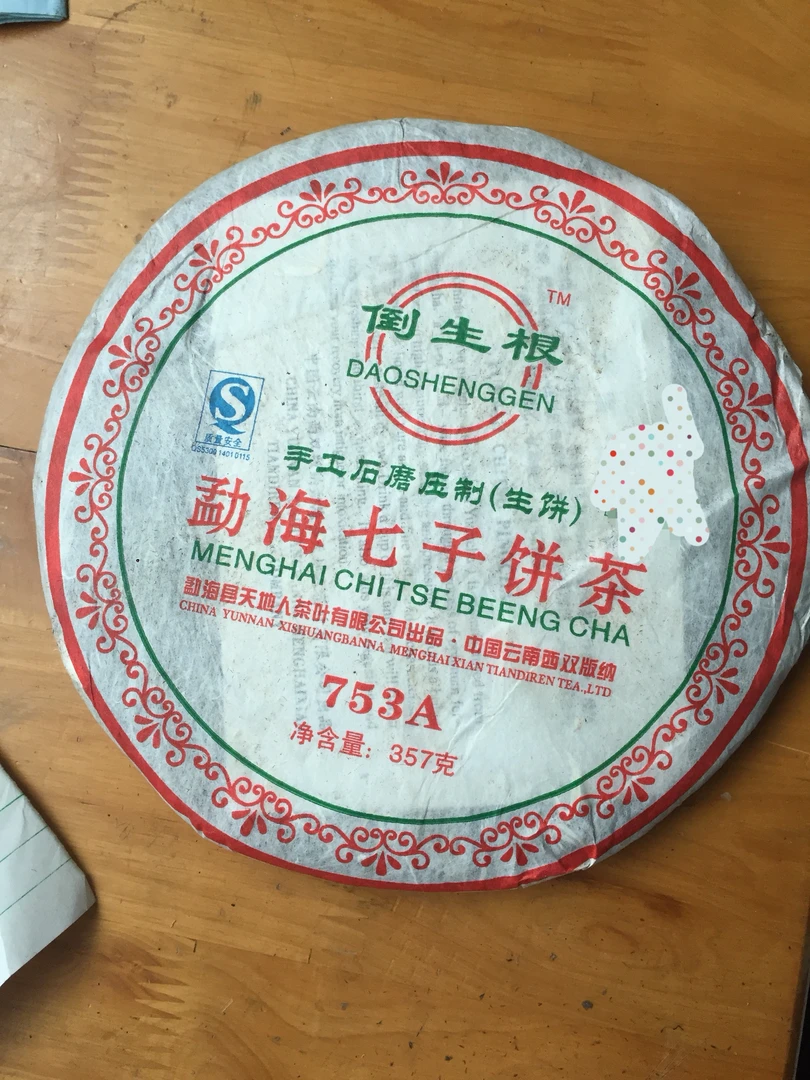 TM
倒生根
DAOSHENGGEN
质量安全
手工石磨压制(生饼)
勐海七子饼茶
MENGHAI CHI TSE BEENG CHA
勐海县天地人茶叶有限公司出品·中国云南西双版纳
CHINA YUNNAN XISHUANGBANNA MENGHAI XIAN TIANDIREN TEA.,LTD
753A
净含量：357克